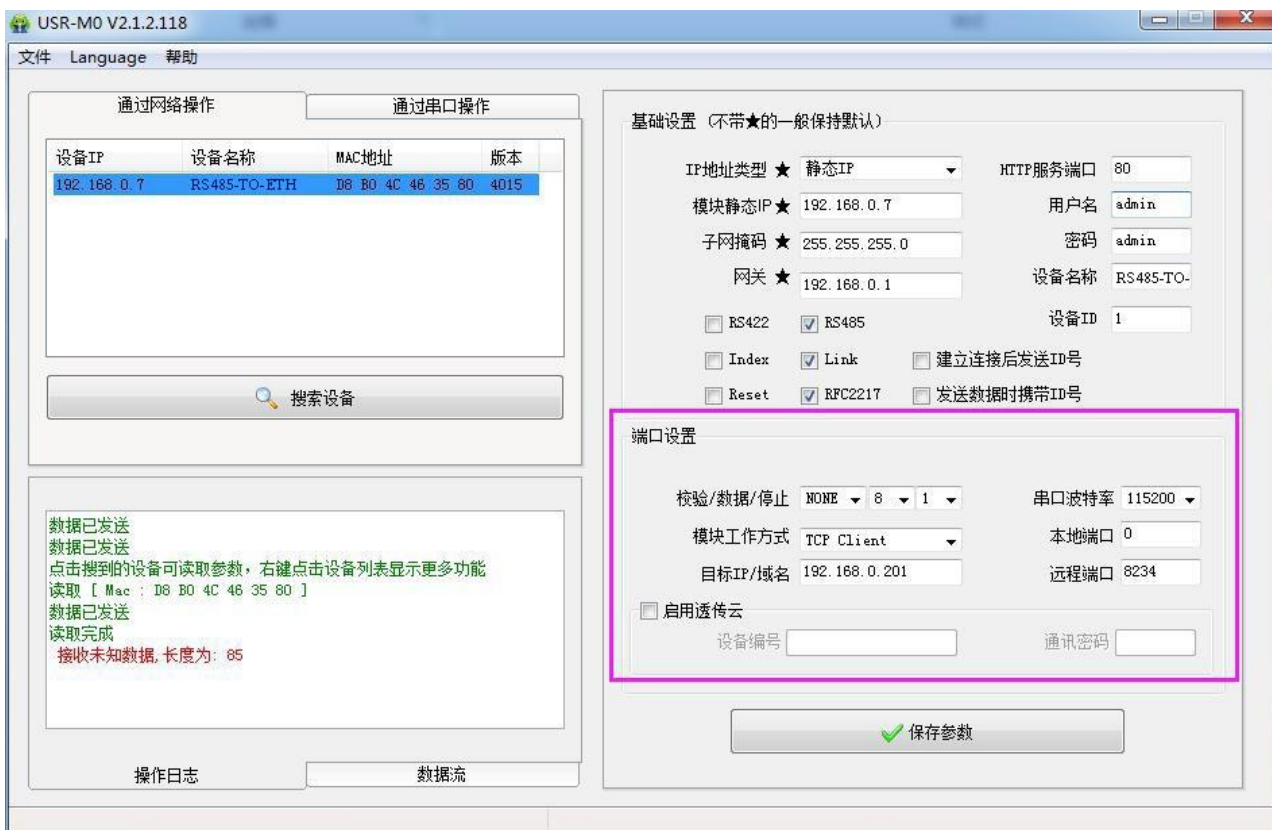 USR-M0 V2.1.2.118
文件 Language 帮助
通过网络操作 通过串口操作
设备IP 设备名称 MAC地址 版本
192.168.0.7 RS485-TO-ETH D8 B0 4C 46 35 80 4015
搜索设备
数据已发送
数据已发送
点击搜到的设备可读取参数，右键点击设备列表显示更多功能
读取 [ Mac : D8 B0 4C 46 35 80 ]
数据已发送
读取完成
接收未知数据,长度为: 85
操作日志 数据流
基础设置 (不带★的一般保持默认)
IP地址类型 ★ 静态IP HTTP服务端口 80
模块静态IP★ 192.168.0.7 用户名 admin
子网掩码 ★ 255.255.255.0 密码 admin
网关 ★ 192.168.0.1 设备名称 RS485-TO-
RS422 RS485 设备ID 1
Index Link 建立连接后发送ID号
Reset RFC2217 发送数据时携带ID号
端口设置
校验/数据/停止 NONE 8 1 串口波特率 115200
模块工作方式 TCP Client 本地端口 0
目标IP/域名 192.168.0.201 远程端口 8234
启用透传云
设备编号 通讯密码
保存参数